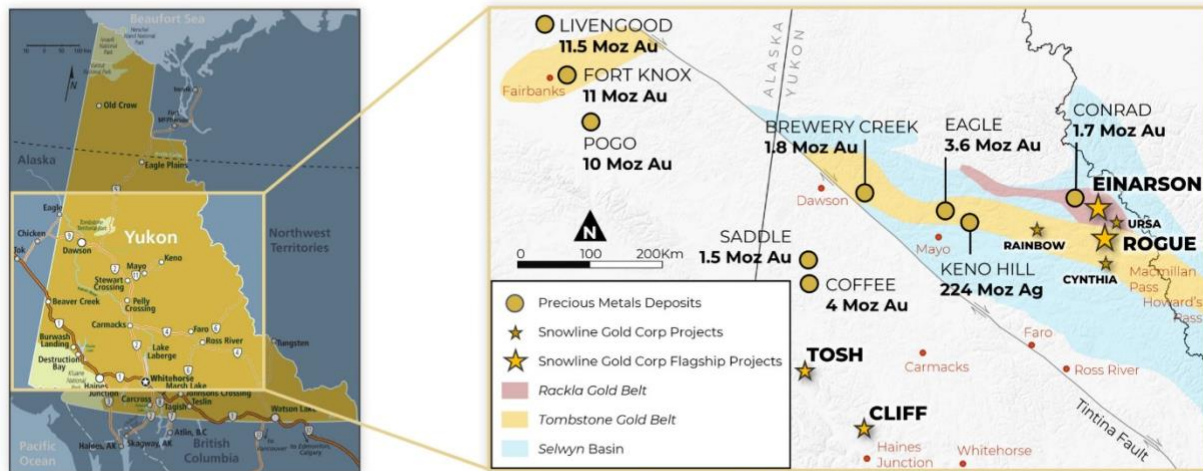 Beaufort Sea
Old Crow
Eagle Plains
Alaska
Eagle
Chicken
Tok
Dawson
Yukon
Northwest
Territories
Mayo
Keno
Stewart
Crossing
Pelly
Crossing
Beaver Creek
Carmacks
Faro
Ross River
Burwash
Landing
Lake
Laberge
Tungsten
Destruction
Bay
Haines
Junction
Whitehorse
Marsh Lake
Johnsons Crossing
Carcross
Tagish
Teslin
Watson Lake
Atlin, B.C
Haines, AK
Skagway, AK
Pacific
Ocean
British
Columbia
Vancouver
To Edmonton,
Calgary
LIVENGOOD
11.5 Moz Au
FORT KNOX
11 Moz Au
Fairbanks
POGO
10 Moz Au
ALASKA
YUKON
BREWERY CREEK
1.8 Moz Au
EAGLE
3.6 Moz Au
CONRAD
1.7 Moz Au
EINARSON
URSA
ROGUE
RAINBOW
CYNTHIA
Dawson
Mayo
KENO HILL
224 Moz Ag
Macmillan
Pass
Howard's
Pass
SADDLE
1.5 Moz Au
COFFEE
4 Moz Au
N
0 100 200km
Precious Metals Deposits
Snowline Gold Corp Projects
Snowline Gold Corp Flagship Projects
Rackla Gold Belt
Tombstone Gold Belt
Selwyn Basin
TOSH
CLIFF
Carmacks
Faro
Ross River
Tintina Fault
Haines
Junction
Whitehorse